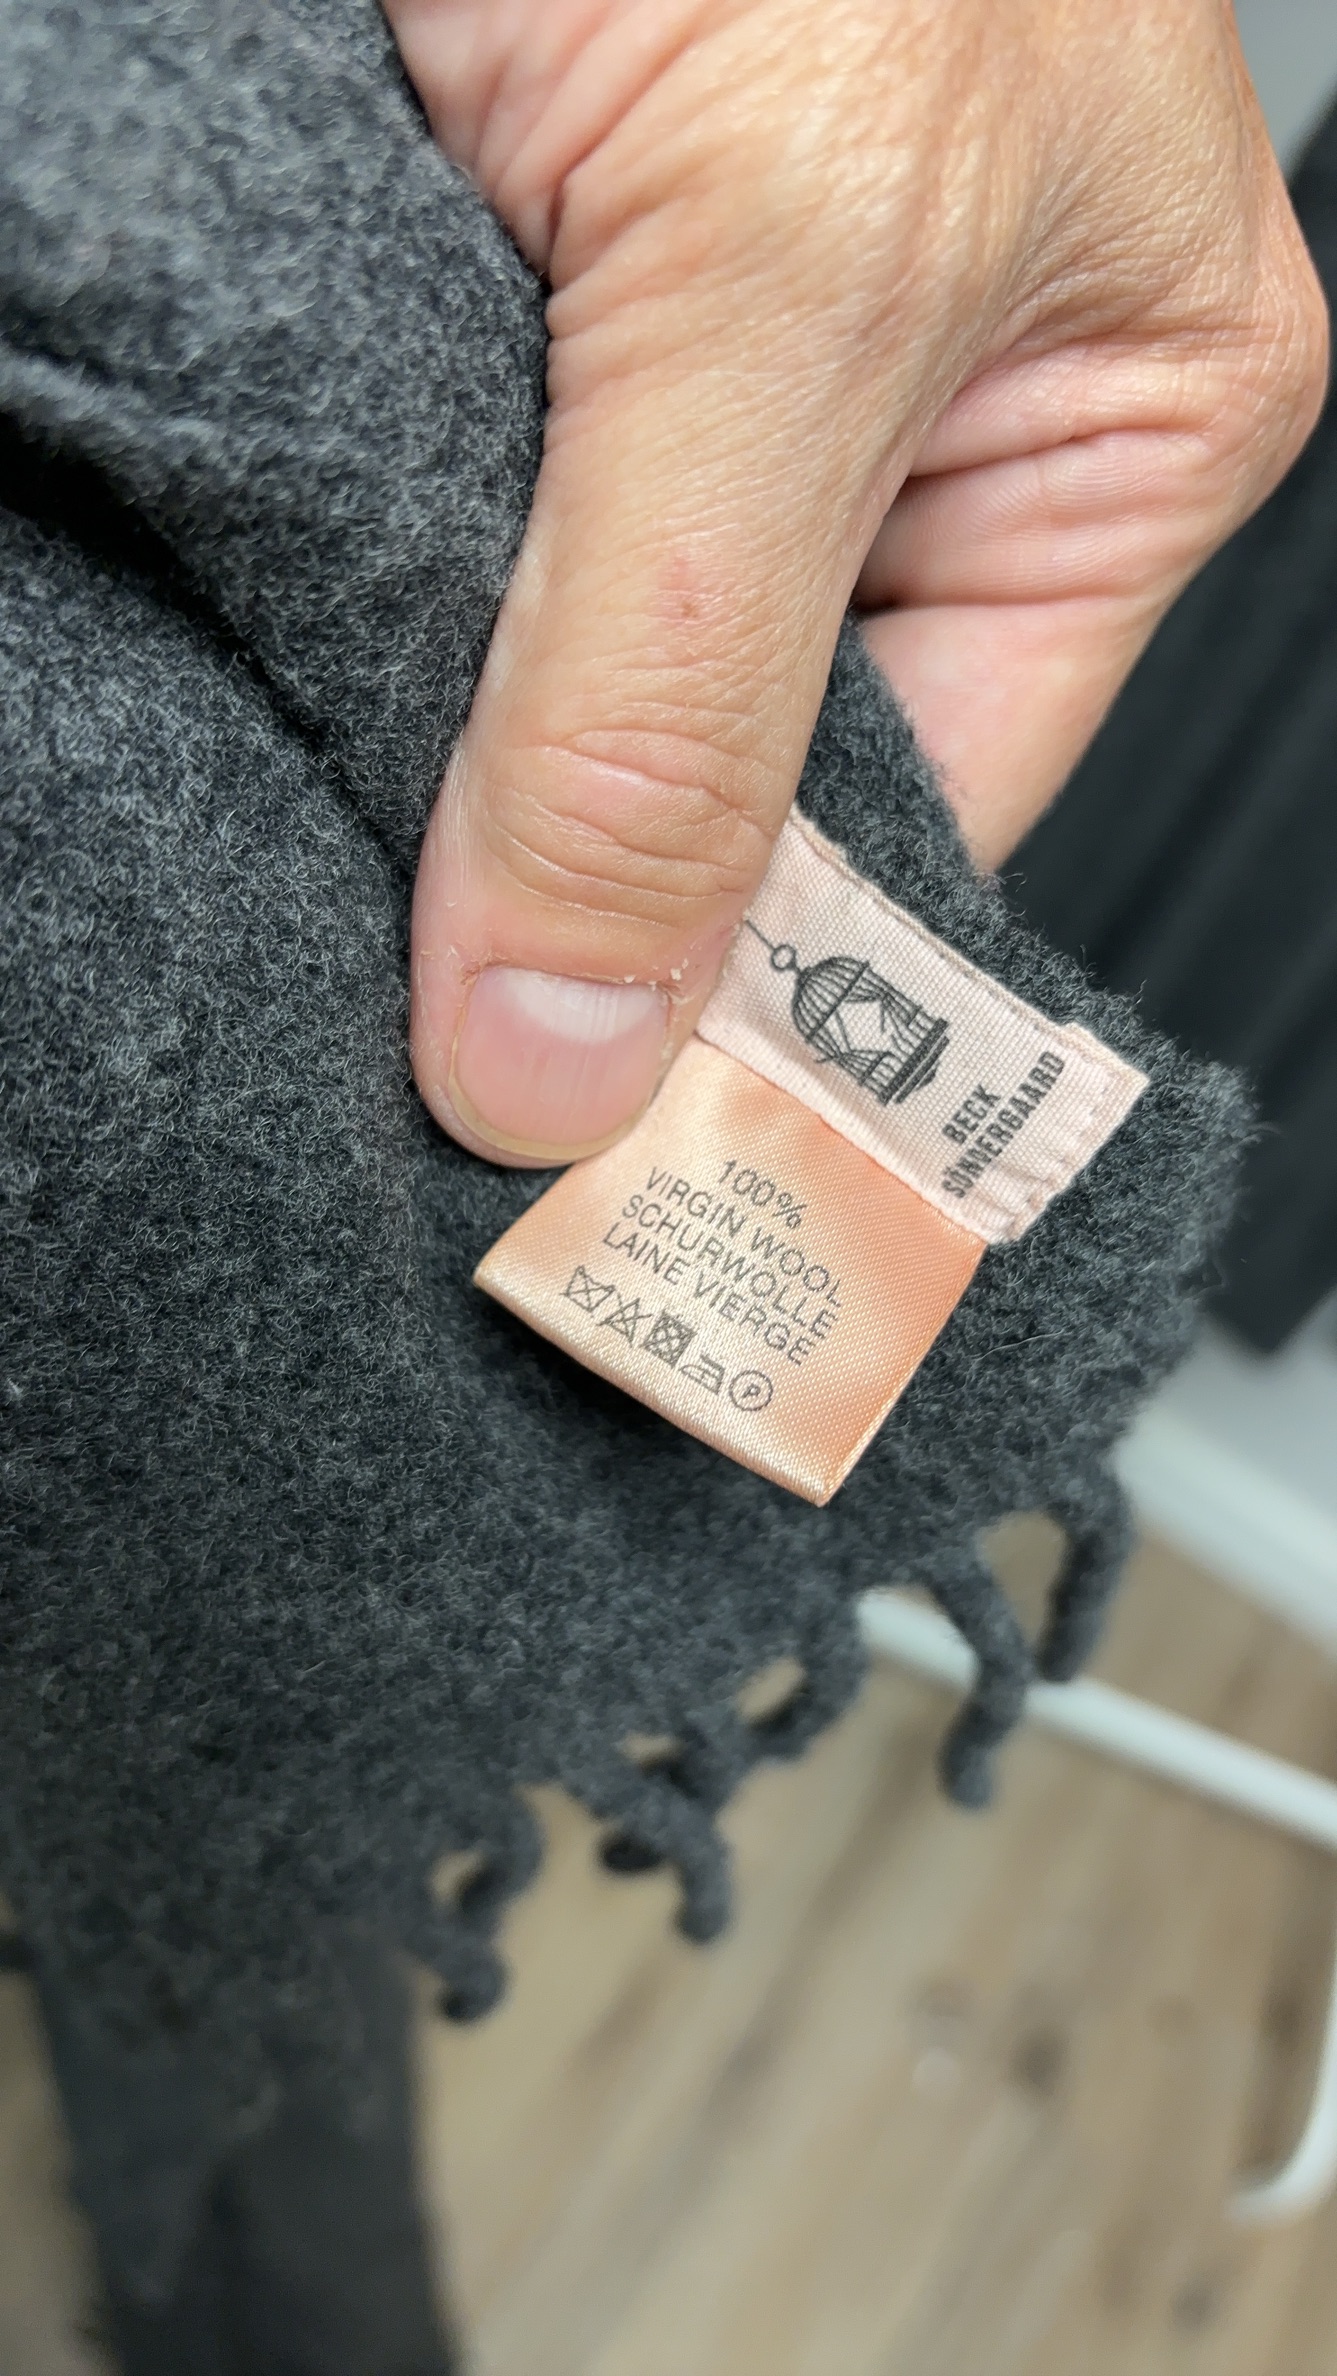 BECK
SÖNDERGAARD
100%
VIRGIN WOOL
SCHURWOLLE
LAINE VIERGE
P